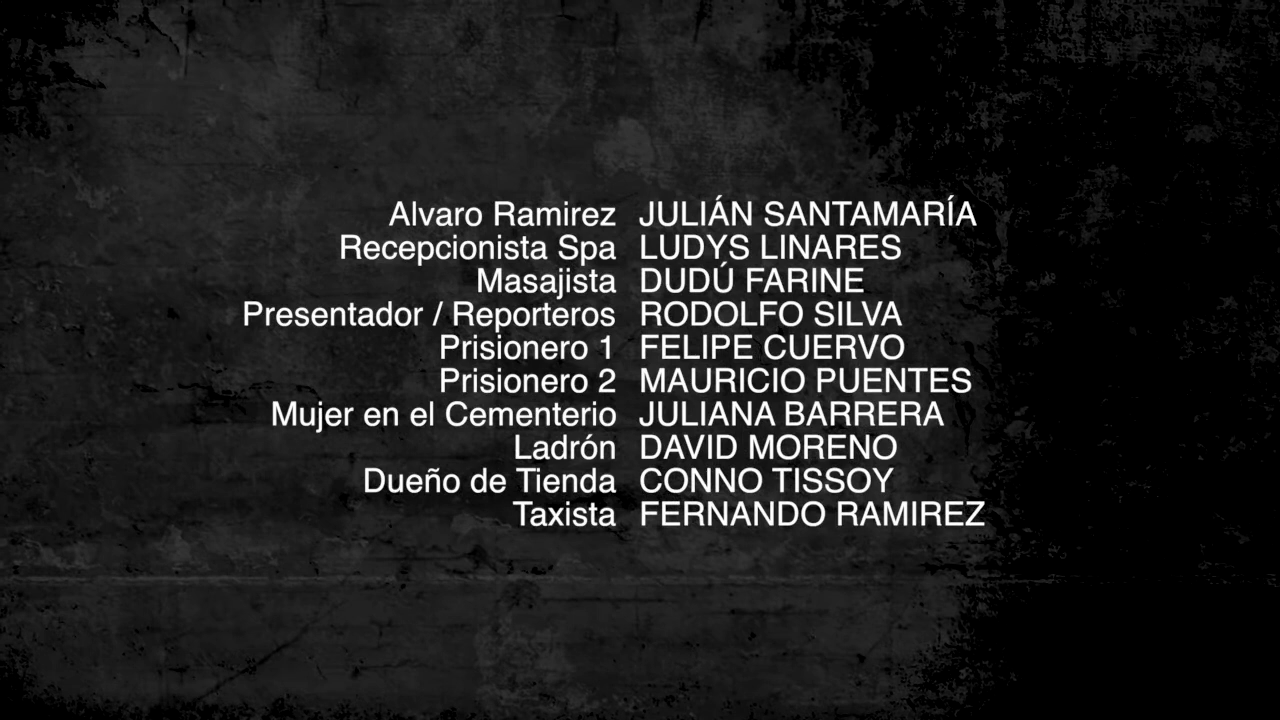 Alvaro Ramirez JULIÁN SANTAMARÍA
Recepcionista Spa LUDYS LINARES
Masajista DUDÚ FARINE
Presentador / Reporteros RODOLFO SILVA
Prisionero 1 FELIPE CUERVO
Prisionero 2 MAURICIO PUENTES
Mujer en el Cementerio JULIANA BARRERA
Ladrón DAVID MORENO
Dueño de Tienda CONNO TISSOY
Taxista FERNANDO RAMIREZ